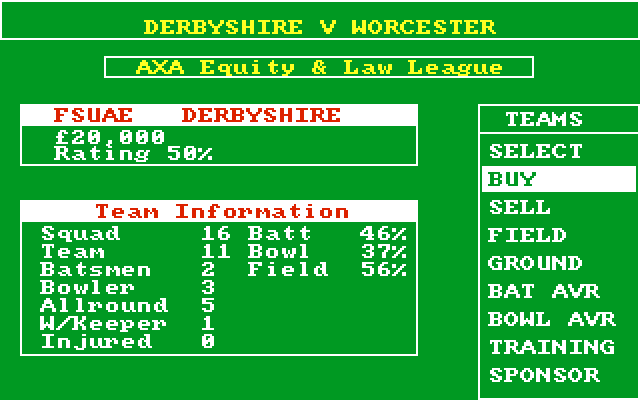 DERBYSHIRE V WORCESTER
AXA Equity & Law League
FSUAE DERBYSHIRE
£20,000
Rating 50%
Team Information
Squad 16 Batt 46%
Team 11 Bowl 37%
Batsmen 2 Field 56%
Bowler 3
Allround 5
W/Keeper 1
Injured 0
TEAMS
SELECT
BUY
SELL
FIELD
GROUND
BAT AVR
BOWL AVR
TRAINING
SPONSOR